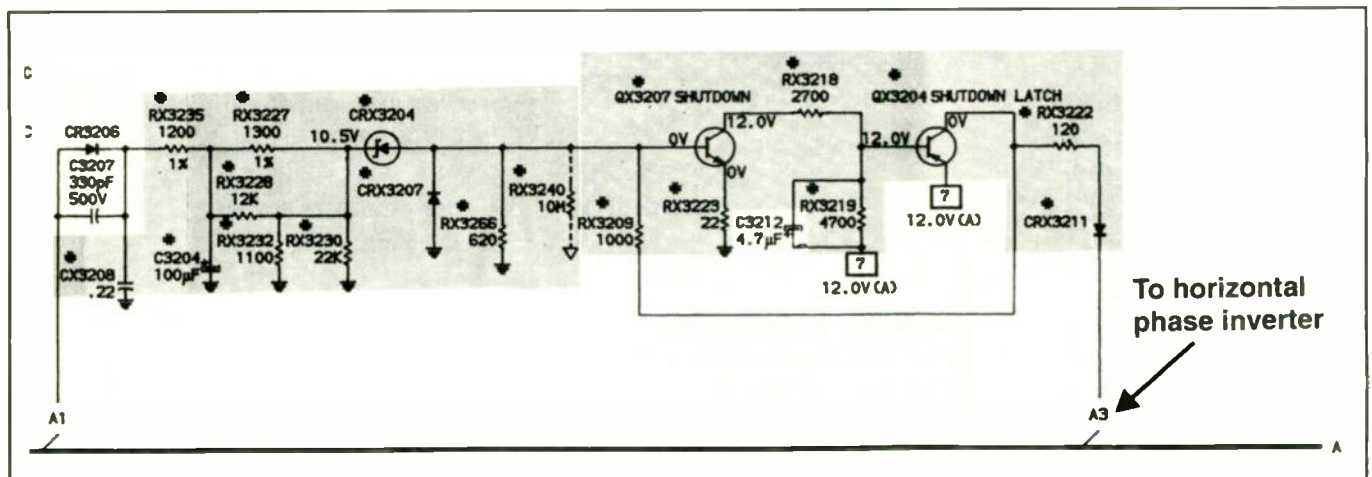 C
C
QX3207 SHUTDOWN
RX3218
2700
QX3204 SHUTDOWN LATCH
RX3235
1200
1%
RX3227
1300
1%
CRX3204
10.5V
12.0V
0V
0V
12.0V
0V
RX3222
120
CR3206
C3207
330pF
500V
RX3228
12K
CRX3207
RX3240
10M
RX3232
1100
RX3230
22K
RX3266
620
RX3209
1000
RX3223
22
C3212
4.7µF
RX3219
4700
7
12.0V(A)
7
12.0V(A)
CRX3211
CX3208
.22
C3204
100µF
To horizontal
phase inverter
A1
A3
A